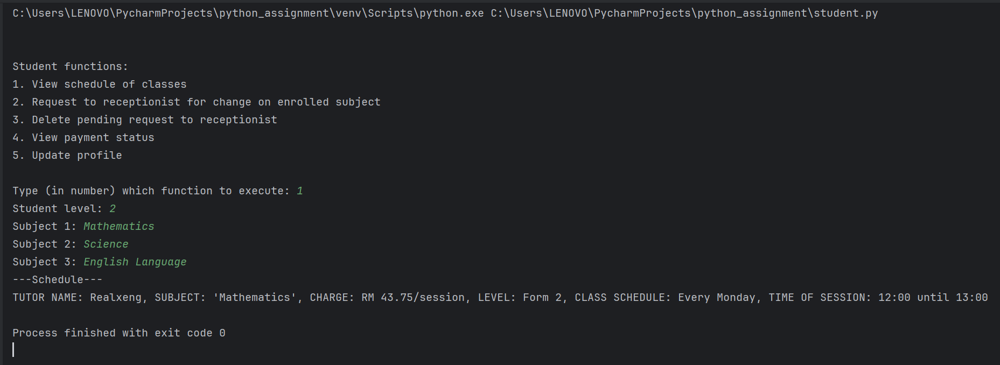 C:\Users\LENOVO\PycharmProjects\python_assignment\venv\Scripts\python.exe C:\Users\LENOVO\PycharmProjects\python_assignment\student.py
Student functions:
1. View schedule of classes
2. Request to receptionist for change on enrolled subject
3. Delete pending request to receptionist
4. View payment status
5. Update profile
Type (in number) which function to execute: 1
Student level: 2
Subject 1: Mathematics
Subject 2: Science
Subject 3: English Language
---Schedule---
TUTOR NAME: Realxeng, SUBJECT: 'Mathematics', CHARGE: RM 43.75/session, LEVEL: Form 2, CLASS SCHEDULE: Every Monday, TIME OF SESSION: 12:00 until 13:00
Process finished with exit code 0